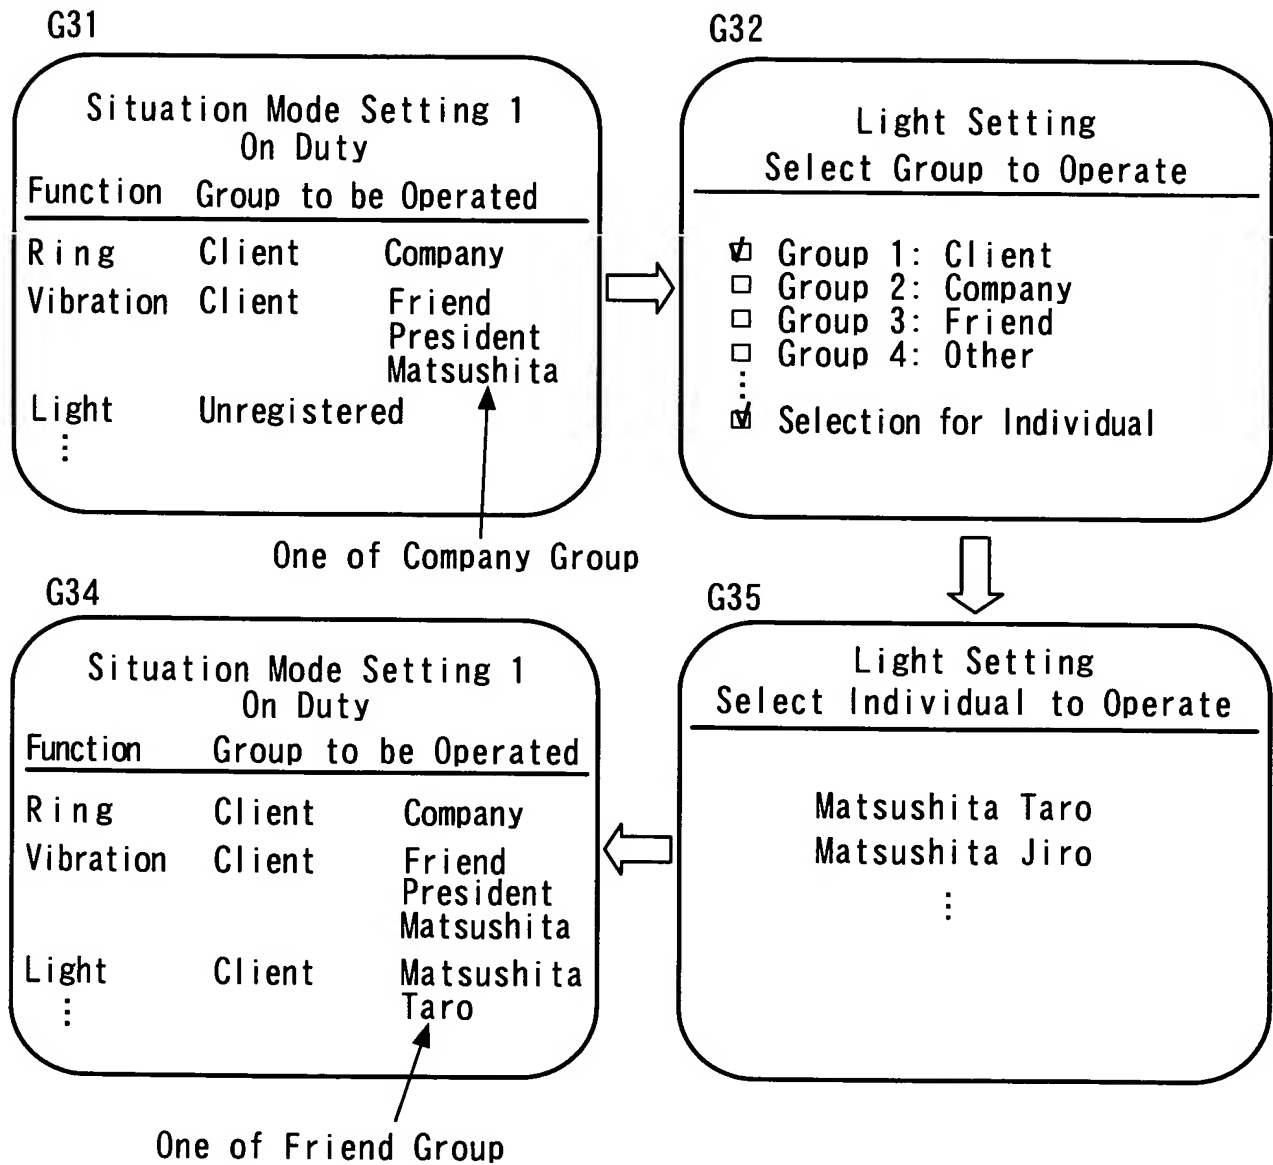 G31
Situation Mode Setting 1
On Duty
Function Group to be Operated
Ring Client Company
Vibration Client Friend
President
Matsushita
Light Unregistered
⋮
One of Company Group
G32
Light Setting
Select Group to Operate
☑ Group 1: Client
□ Group 2: Company
□ Group 3: Friend
□ Group 4: Other
⋮
☑ Selection for Individual
G34
Situation Mode Setting 1
On Duty
Function Group to be Operated
Ring Client Company
Vibration Client Friend
President
Matsushita
Light Client Matsushita
⋮ Taro
One of Friend Group
G35
Light Setting
Select Individual to Operate
Matsushita Taro
Matsushita Jiro
⋮